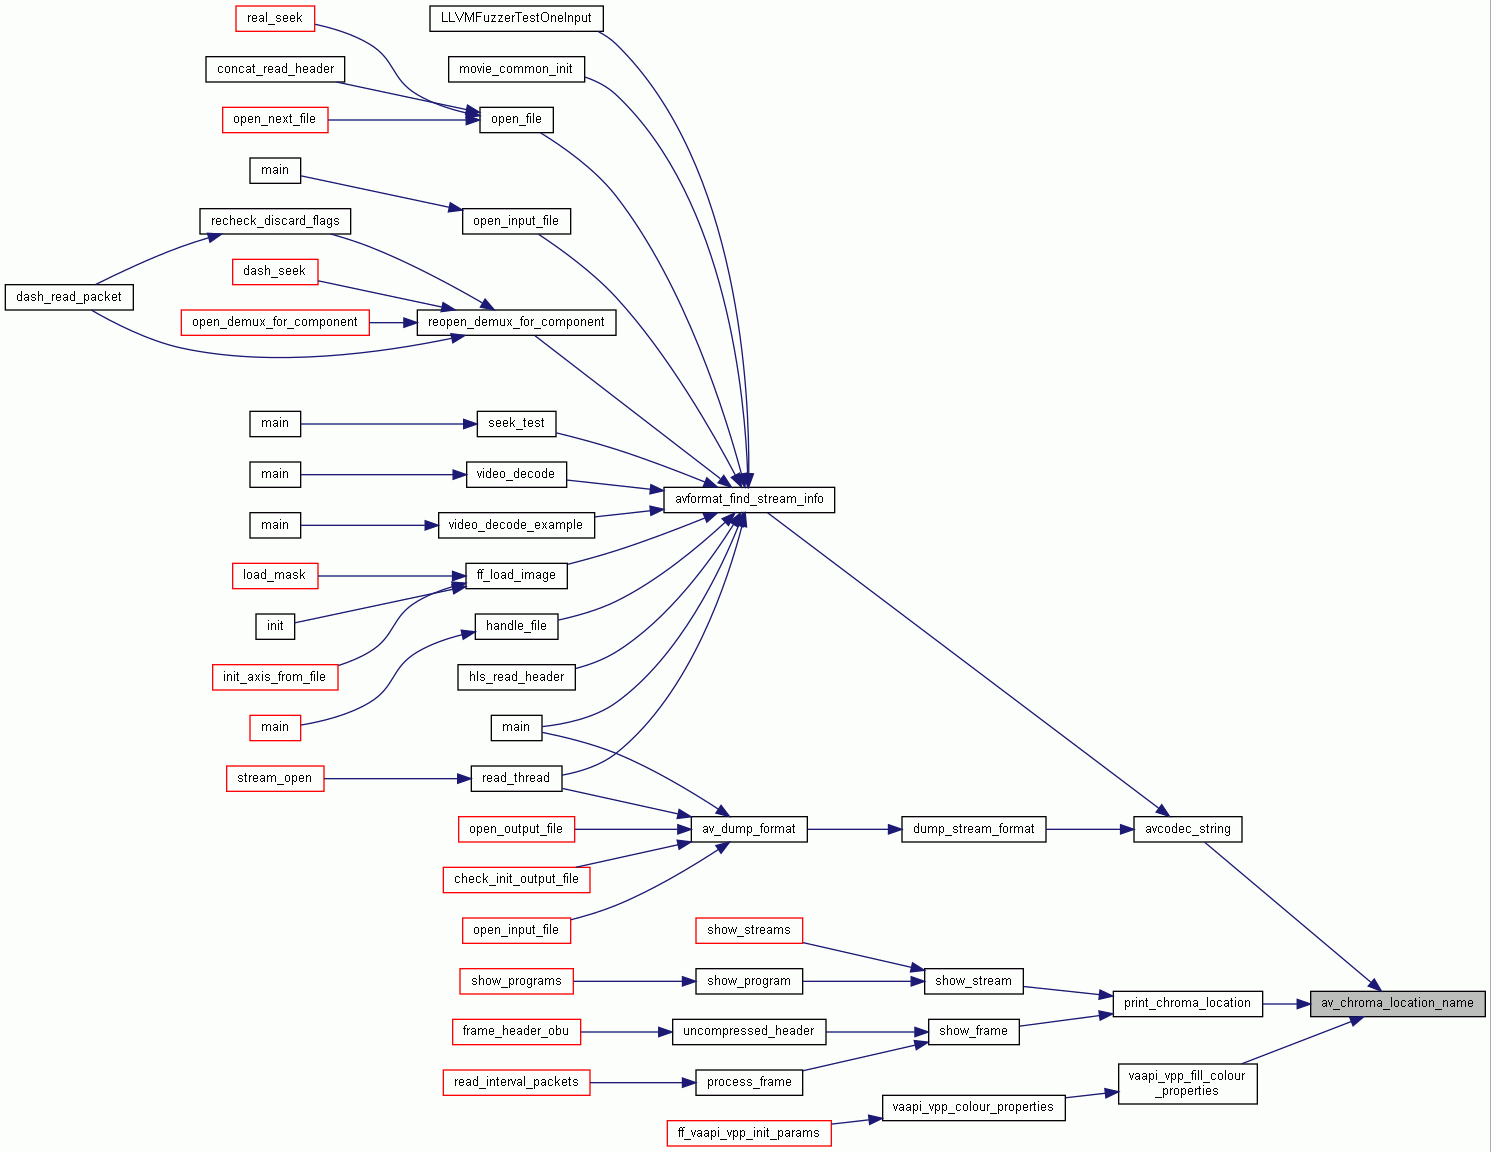 real_seek
LLVMFuzzerTestOneInput
concat_read_header
movie_common_init
open_next_file
open_file
main
recheck_discard_flags
open_input_file
dash_seek
dash_read_packet
open_demux_for_component
reopen_demux_for_component
main
seek_test
main
video_decode
avformat_find_stream_info
main
video_decode_example
load_mask
ff_load_image
init
handle_file
init_axis_from_file
hls_read_header
main
main
stream_open
read_thread
open_output_file
av_dump_format
dump_stream_format
avcodec_string
check_init_output_file
open_input_file
show_streams
show_programs
show_program
show_stream
print_chroma_location
av_chroma_location_name
frame_header_obu
uncompressed_header
show_frame
read_interval_packets
process_frame
vaapi_vpp_fill_colour
_properties
vaapi_vpp_colour_properties
ff_vaapi_vpp_init_params